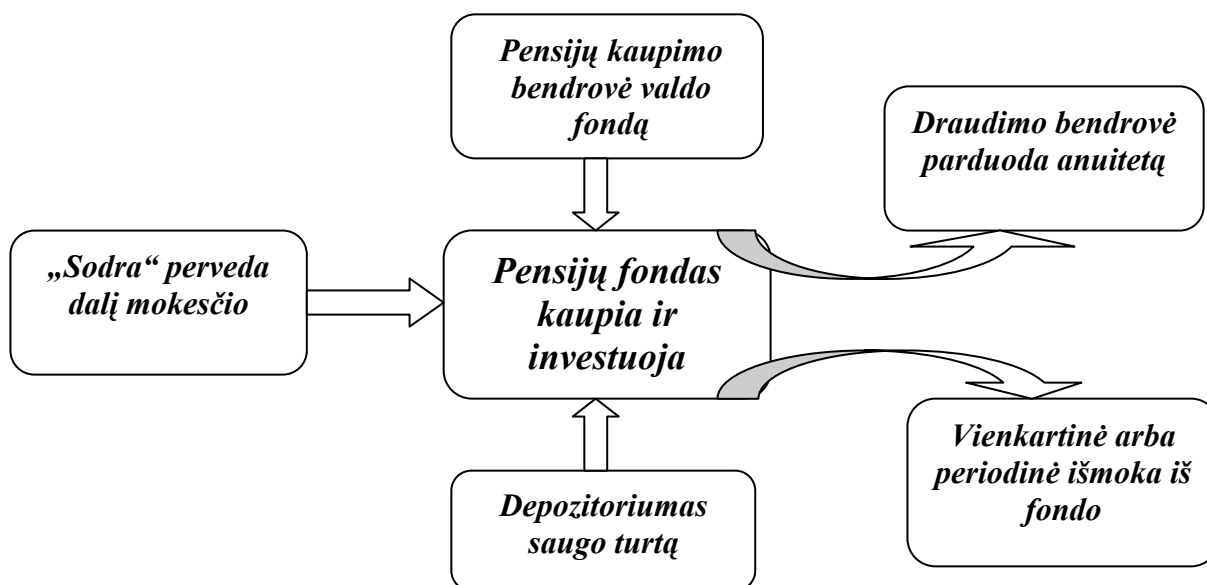 Pensijų kaupimo
bendrovė valdo
fondą
Draudimo bendrovė
parduoda anuitetą
„Sodra“ perveda
dalį mokesčio
Pensijų fondas
kaupia ir
investuoja
Vienkartinė arba
periodinė išmoka iš
fondo
Depozitoriumas
saugo turtą